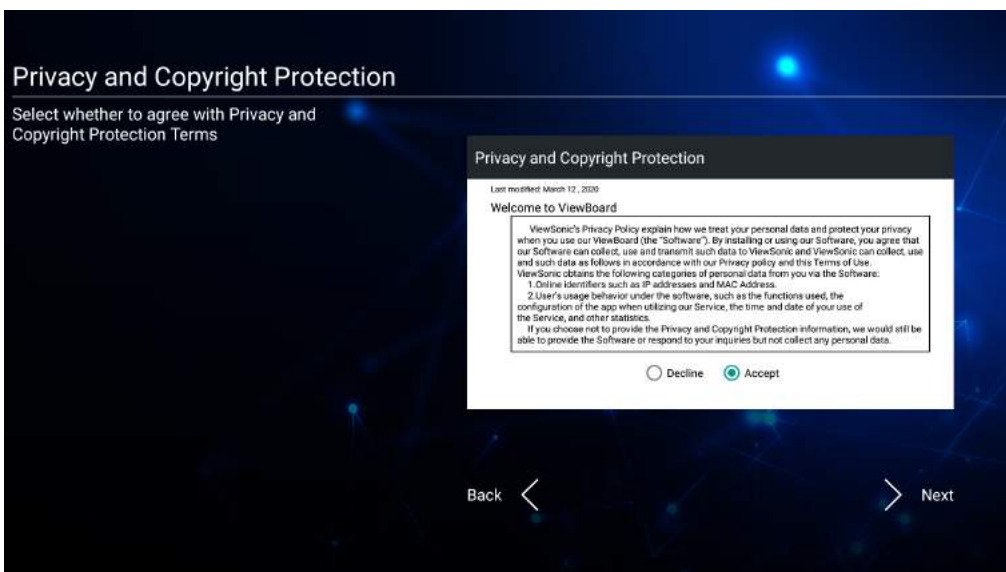 Privacy and Copyright Protection
Select whether to agree with Privacy and
Copyright Protection Terms
Privacy and Copyright Protection
Last modified: March 12 , 2020
Welcome to ViewBoard
ViewSonic's Privacy Policy explain how we treat your personal data and protect your privacy
when you use our ViewBoard (the "Software"). By installing or using our Software, you agree that
our Software can collect, use and transmit such data to ViewSonic and ViewSonic can collect, use
and such data as follows in accordance with our Privacy policy and this Terms of Use.
ViewSonic obtains the following categories of personal data from you via the Software:
1.Online identifiers such as IP addresses and MAC Address.
2.User's usage behavior under the software, such as the functions used, the
configuration of the app when utilizing our Service, the time and date of your use of
the Service, and other statistics.
If you choose not to provide the Privacy and Copyright Protection information, we would still be
able to provide the Software or respond to your inquiries but not collect any personal data.
Decline Accept
Back Next